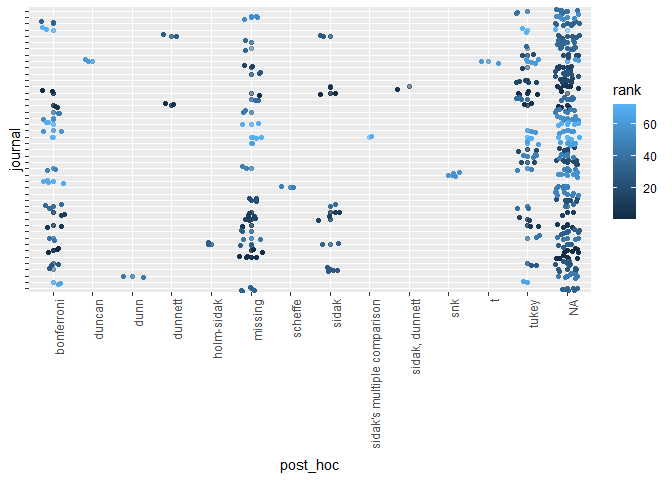 journal
rank
60
40
20
bonferroni
duncan
dunn
dunnett
holm-sidak
missing
scheffe
sidak
sidak's multiple comparison
sidak, dunnett
snk
t
tukey
NA
post_hoc